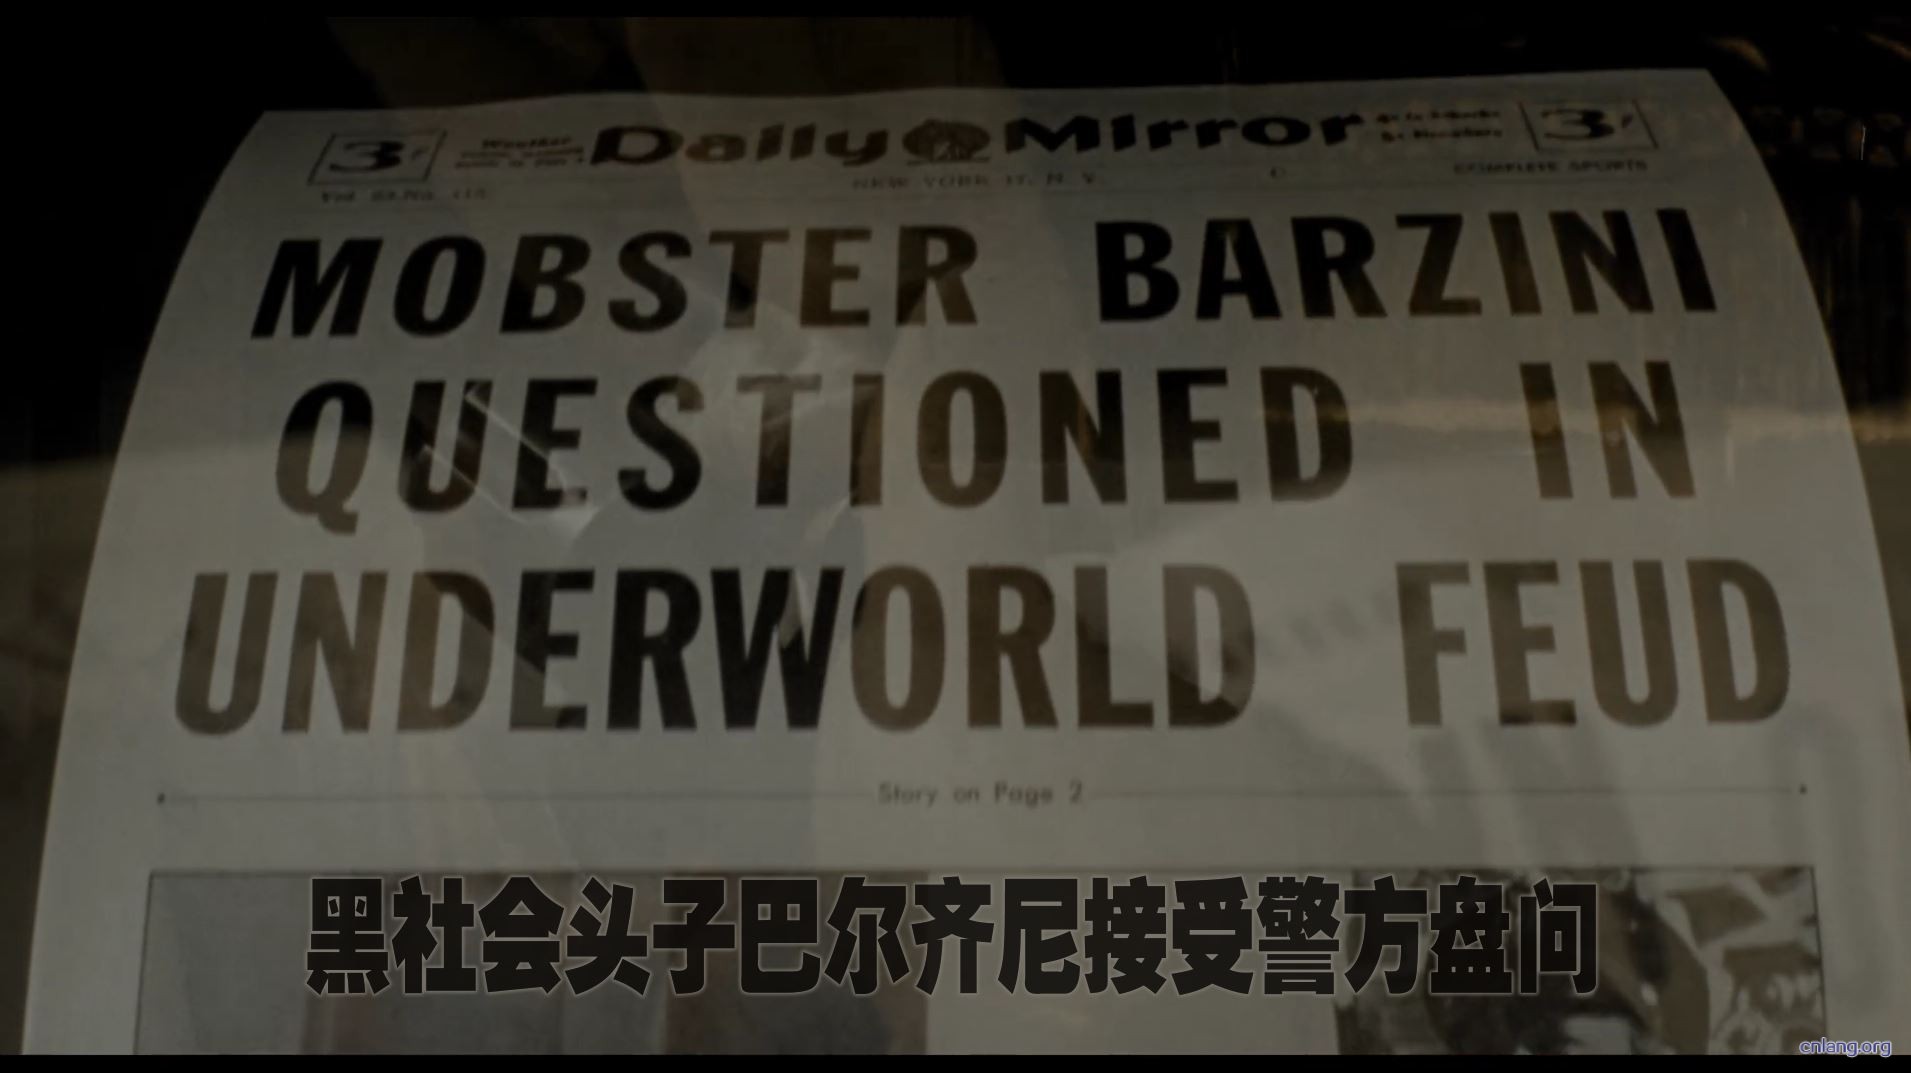 3¢
Weather
Daily Mirror
3¢
COMPLETE SPORTS
NEW YORK 17, N. Y.
MOBSTER BARZINI
QUESTIONED IN
UNDERWORLD FEUD
Story on Page 2
黑社会头子巴尔齐尼接受警方盘问
cnlang.org